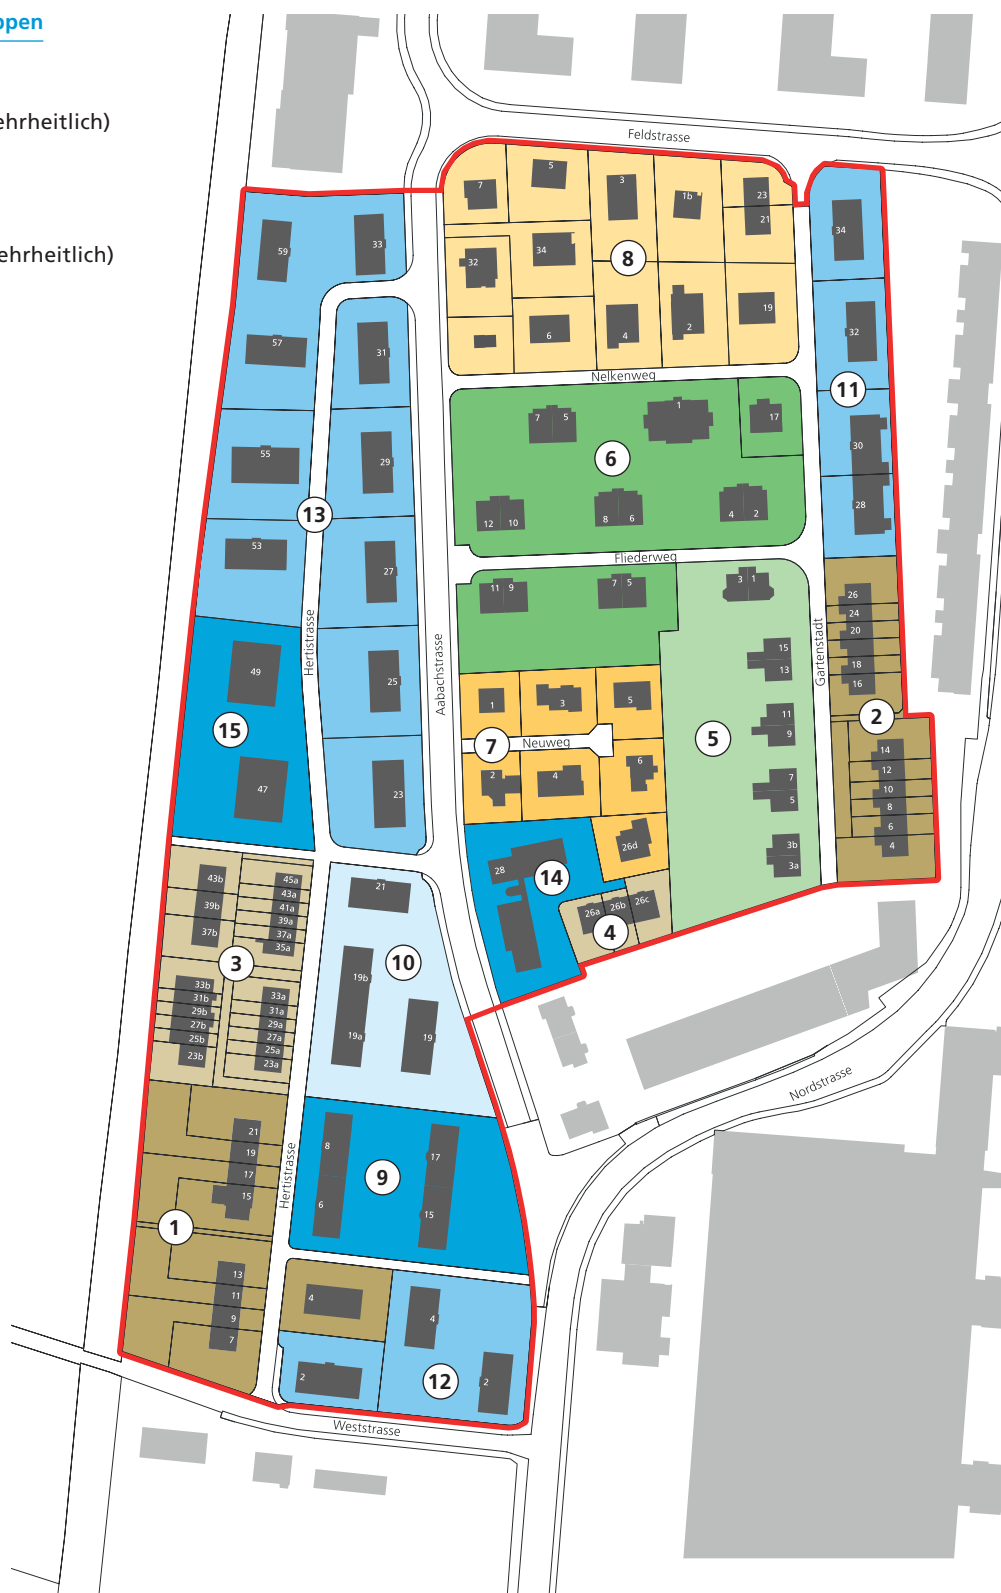 ppen
ehrheitlich)
ehrheitlich)
Feldstrasse
7
5
3
1b
23
21
34
33
59
32
34
8
32
6
4
2
19
57
31
Nelkenweg
11
7
5
1
17
30
55
29
6
28
13
12
10
8
6
4
2
53
27
Fliederweg
11
9
7
5
3
1
26
24
20
18
16
Hertistrasse
Aabachstrasse
Gartenstadt
15
13
49
25
1
3
5
2
15
7
Neuweg
5
11
9
14
12
10
8
6
4
47
23
2
4
6
7
5
26d
3b
3a
28
14
43b
39b
37b
45a
43a
41a
39a
37a
35a
21
26a
26b
26c
4
3
10
33b
31b
29b
27b
25b
23b
33a
31a
29a
27a
25a
23a
19b
19a
19
Nordstrasse
21
19
17
15
Hertistrasse
8
6
9
17
15
1
13
11
9
7
4
4
2
12
2
Weststrasse